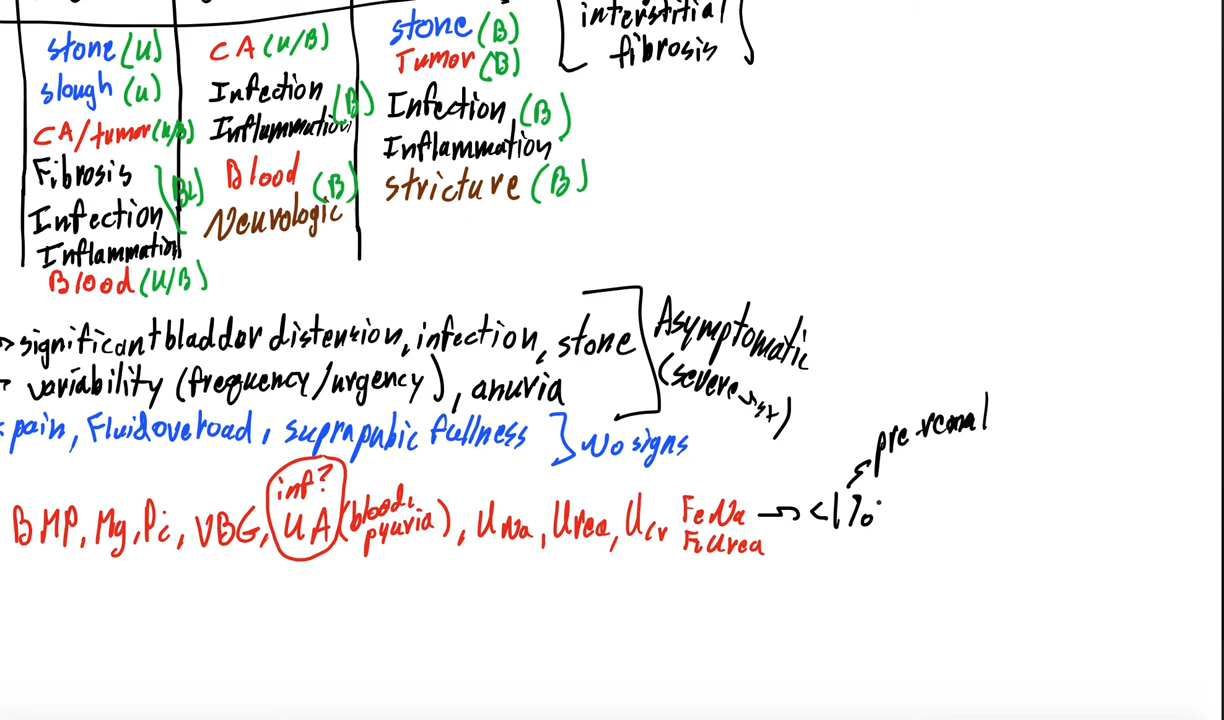 stone (u)
slough (u)
CA/tumor (u/B)
Fibrosis
Infection
Inflammation
Blood (u/B)
CA (u/B)
Infection
Inflammation (B)
Blood (B)
Neurologic
stone (B)
Tumor (B)
Infection (B)
Inflammation
stricture (B)
interstitial
fibrosis
significant bladder distension, infection, stone
variability (frequency/urgency), anuria
Asymptomatic
pain, Fluid overload, suprapubic fullness
No signs
inf?
BMP, Mg, Pi, VBG, UA (blood & pyuria), UNa, Urea, Ucr FeNa → <1%
FeUrea
pre-renal